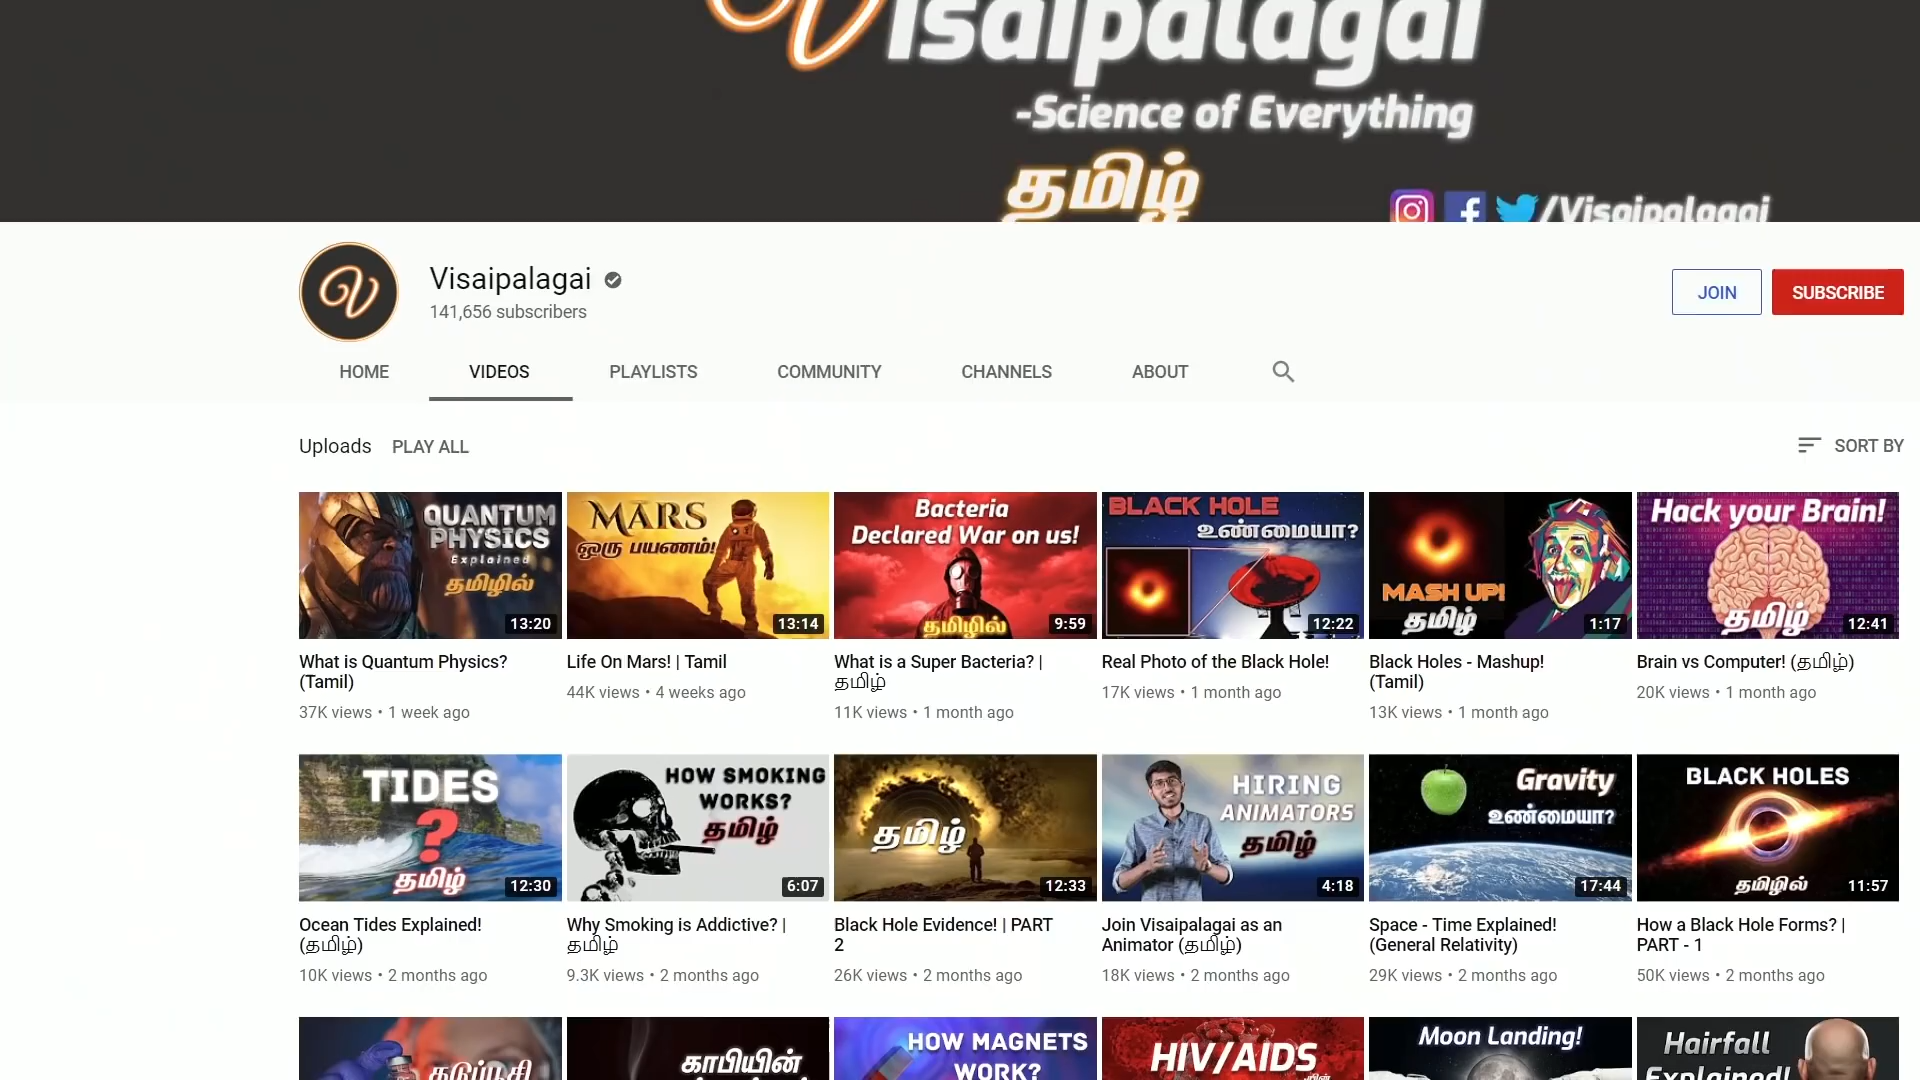 Visaipalagai
-Science of Everything
தமிழ்
/Visaipalagai
Visaipalagai
141,656 subscribers
JOIN
SUBSCRIBE
HOME
VIDEOS
PLAYLISTS
COMMUNITY
CHANNELS
ABOUT
Uploads
PLAY ALL
SORT BY
QUANTUM
PHYSICS
Explained
தமிழில்
13:20
MARS
ஒரு பயணம்!
13:14
Bacteria
Declared War on us!
தமிழில்
9:59
BLACK HOLE
உண்மையா?
12:22
MASH UP!
தமிழ்
1:17
Hack your Brain!
தமிழ்
12:41
What is Quantum Physics?
(Tamil)
37K views • 1 week ago
Life On Mars! | Tamil
44K views • 4 weeks ago
What is a Super Bacteria? |
தமிழ்
11K views • 1 month ago
Real Photo of the Black Hole!
17K views • 1 month ago
Black Holes - Mashup!
(Tamil)
13K views • 1 month ago
Brain vs Computer! (தமிழ்)
20K views • 1 month ago
TIDES
?
தமிழ்
12:30
HOW SMOKING
WORKS?
தமிழ்
6:07
தமிழ்
12:33
HIRING
ANIMATORS
தமிழ்
4:18
Gravity
உண்மையா?
17:44
BLACK HOLES
தமிழில்
11:57
Ocean Tides Explained!
(தமிழ்)
10K views • 2 months ago
Why Smoking is Addictive? |
தமிழ்
9.3K views • 2 months ago
Black Hole Evidence! | PART
2
26K views • 2 months ago
Join Visaipalagai as an
Animator (தமிழ்)
18K views • 2 months ago
Space - Time Explained!
(General Relativity)
29K views • 2 months ago
How a Black Hole Forms? |
PART - 1
50K views • 2 months ago
தடுப்பூசி
காபியின்
HOW MAGNETS
WORK?
HIV/AIDS
Moon Landing!
Hairfall
Explained!